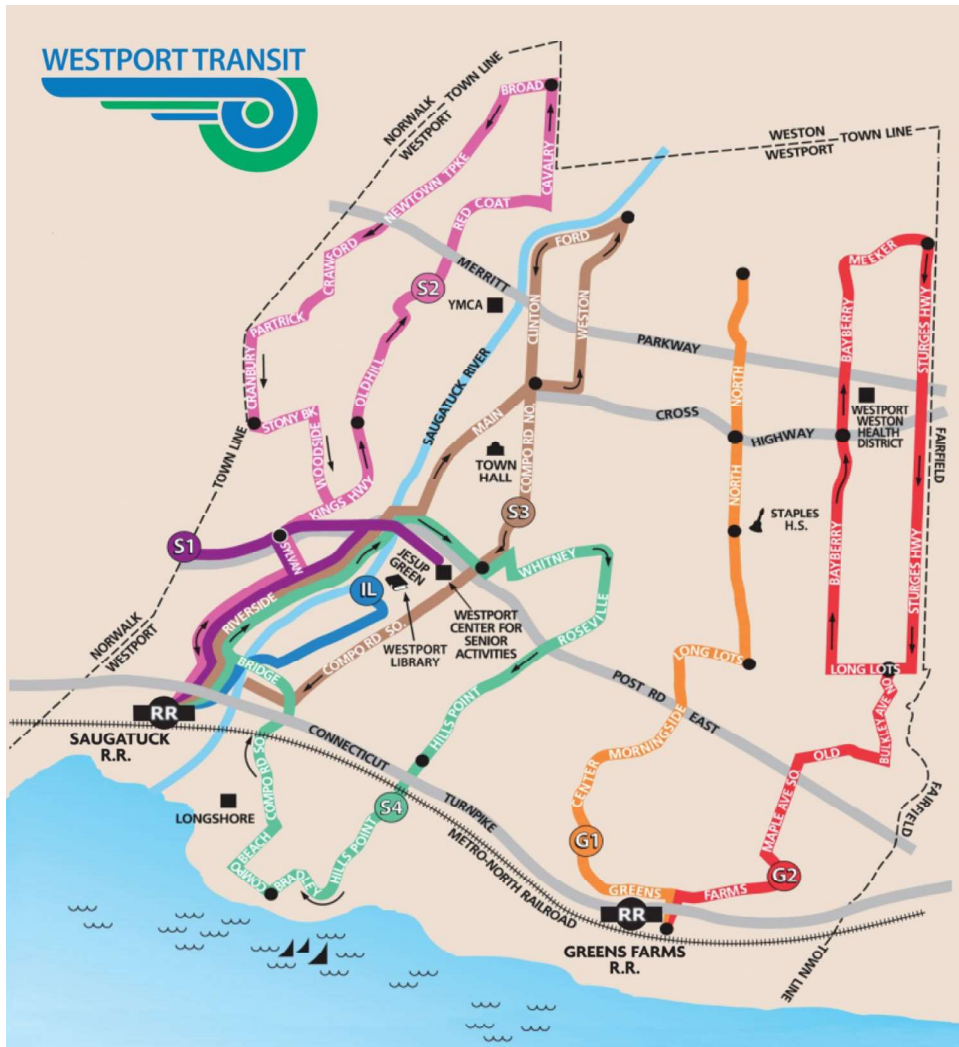 WESTPORT TRANSIT
NORWALK
WESTPORT
TOWN LINE
WESTON
WESTPORT
TOWN LINE
BROAD
NEWTOWN TPKE
CAVALRY
RED COAT
CRAWFORD
PARTRICK
CRANBURY
STONY BK
WOODSIDE
KINGS HWY
OLDHILL
S2
MERRITT
YMCA
PARKWAY
FORD
CLINTON
WESTON
SAUGATUCK RIVER
MAIN
COMPO RD NO.
CROSS
HIGHWAY
TOWN
HALL
NORTH
NORTH
STAPLES
H.S.
MEEKER
BAYBERRY
BAYBERRY
STURGES HWY
STURGES HWY
WESTPORT
WESTON
HEALTH
DISTRICT
FAIRFIELD
TOWN LINE
S1
SYLVAN
RIVERSIDE
S3
JESUP
GREEN
IL
WESTPORT
LIBRARY
WESTPORT
CENTER FOR
SENIOR
ACTIVITIES
WHITNEY
ROSEVILLE
NORWALK
WESTPORT
BRIDGE
COMPO RD SO.
HILLS POINT
POST RD
EAST
LONG LOTS
LONG LOTS
RR
SAUGATUCK
R.R.
CONNECTICUT
TURNPIKE
METRO-NORTH RAILROAD
COMPO RD SO
LONGSHORE
COMPO
BEACH
BRADLEY
HILLS POINT
S4
MORNINGSIDE
CENTER
G1
GREENS
FARMS
RR
GREENS FARMS
R.R.
G2
MAPLE AVE SO.
OLD
BULKLEY AVE NO.
FAIRFIELD
TOWN LINE